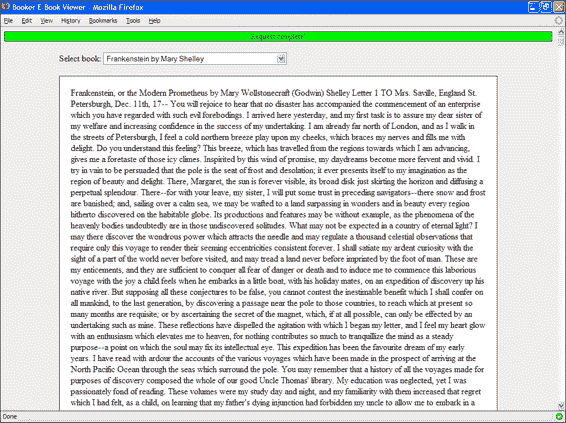 Booker E Book Viewer - Mozilla Firefox
File Edit View History Bookmarks Tools Help
Request complete!
Select book: Frankenstein by Mary Shelley
Frankenstein, or the Modern Prometheus by Mary Wollstonecraft (Godwin) Shelley Letter 1 TO Mrs. Saville, England St.
Petersburgh, Dec. 11th, 17-- You will rejoice to hear that no disaster has accompanied the commencement of an enterprise
which you have regarded with such evil forebodings. I arrived here yesterday, and my first task is to assure my dear sister of
my welfare and increasing confidence in the success of my undertaking. I am already far north of London, and as I walk in
the streets of Petersburgh, I feel a cold northern breeze play upon my cheeks, which braces my nerves and fills me with
delight. Do you understand this feeling? This breeze, which has travelled from the regions towards which I am advancing,
gives me a foretaste of those icy climes. Inspirited by this wind of promise, my daydreams become more fervent and vivid. I
try in vain to be persuaded that the pole is the seat of frost and desolation; it ever presents itself to my imagination as the
region of beauty and delight. There, Margaret, the sun is forever visible, its broad disk just skirting the horizon and diffusing a
perpetual splendour. There--for with your leave, my sister, I will put some trust in preceding navigators--there snow and frost
are banished; and, sailing over a calm sea, we may be wafted to a land surpassing in wonders and in beauty every region
hitherto discovered on the habitable globe. Its productions and features may be without example, as the phenomena of the
heavenly bodies undoubtedly are in those undiscovered solitudes. What may not be expected in a country of eternal light? I
may there discover the wondrous power which attracts the needle and may regulate a thousand celestial observations that
require only this voyage to render their seeming eccentricities consistent forever. I shall satiate my ardent curiosity with the
sight of a part of the world never before visited, and may tread a land never before imprinted by the foot of man. These are
my enticements, and they are sufficient to conquer all fear of danger or death and to induce me to commence this laborious
voyage with the joy a child feels when he embarks in a little boat, with his holiday mates, on an expedition of discovery up his
native river. But supposing all these conjectures to be false, you cannot contest the inestimable benefit which I shall confer on
all mankind, to the last generation, by discovering a passage near the pole to those countries, to reach which at present so
many months are requisite; or by ascertaining the secret of the magnet, which, if at all possible, can only be effected by an
undertaking such as mine. These reflections have dispelled the agitation with which I began my letter, and I feel my heart glow
with an enthusiasm which elevates me to heaven, for nothing contributes so much to tranquillize the mind as a steady
purpose--a point on which the soul may fix its intellectual eye. This expedition has been the favourite dream of my early
years. I have read with ardour the accounts of the various voyages which have been made in the prospect of arriving at the
North Pacific Ocean through the seas which surround the pole. You may remember that a history of all the voyages made for
purposes of discovery composed the whole of our good Uncle Thomas' library. My education was neglected, yet I was
passionately fond of reading. These volumes were my study day and night, and my familiarity with them increased that regret
which I had felt, as a child, on learning that my father's dying injunction had forbidden my uncle to allow me to embark in a
Done